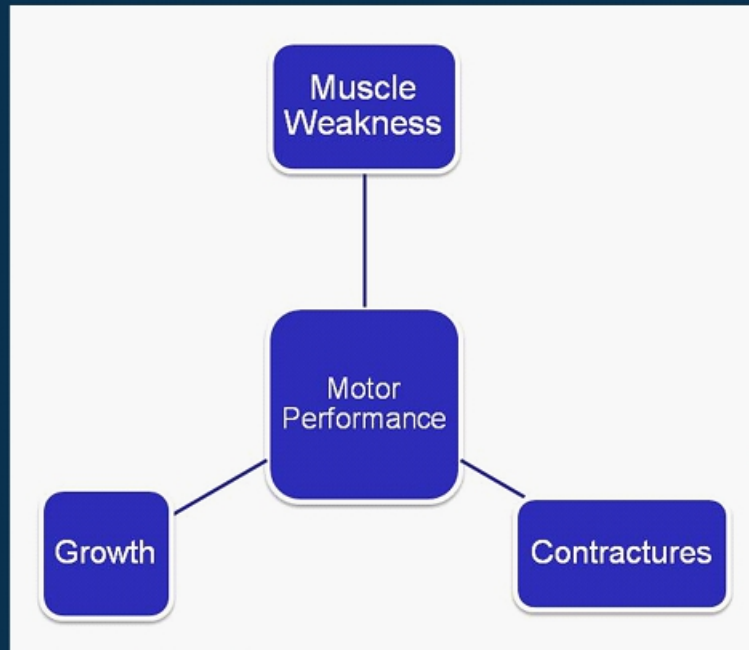 Muscle
Weakness
Motor
Performance
Growth
Contractures